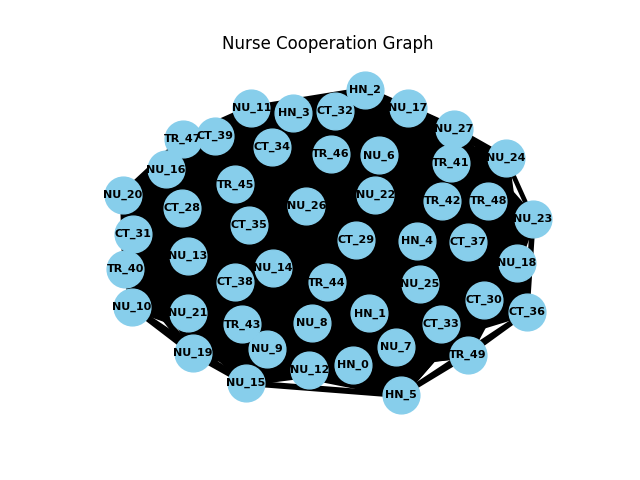 Nurse Cooperation Graph
HN_2
NU_11
CT_32
NU_17
HN_3
NU_27
CT_39
TR_47
CT_34
TR_46
NU_6
NU_24
TR_41
NU_16
TR_45
NU_20
NU_22
TR_42
TR_48
NU_26
CT_28
NU_23
CT_35
CT_31
CT_29
HN_4
CT_37
NU_13
NU_18
NU_14
TR_40
CT_38
TR_44
NU_25
CT_30
NU_10
NU_21
HN_1
CT_36
TR_43
NU_8
CT_33
NU_7
NU_9
NU_19
TR_49
HN_0
NU_12
NU_15
HN_5